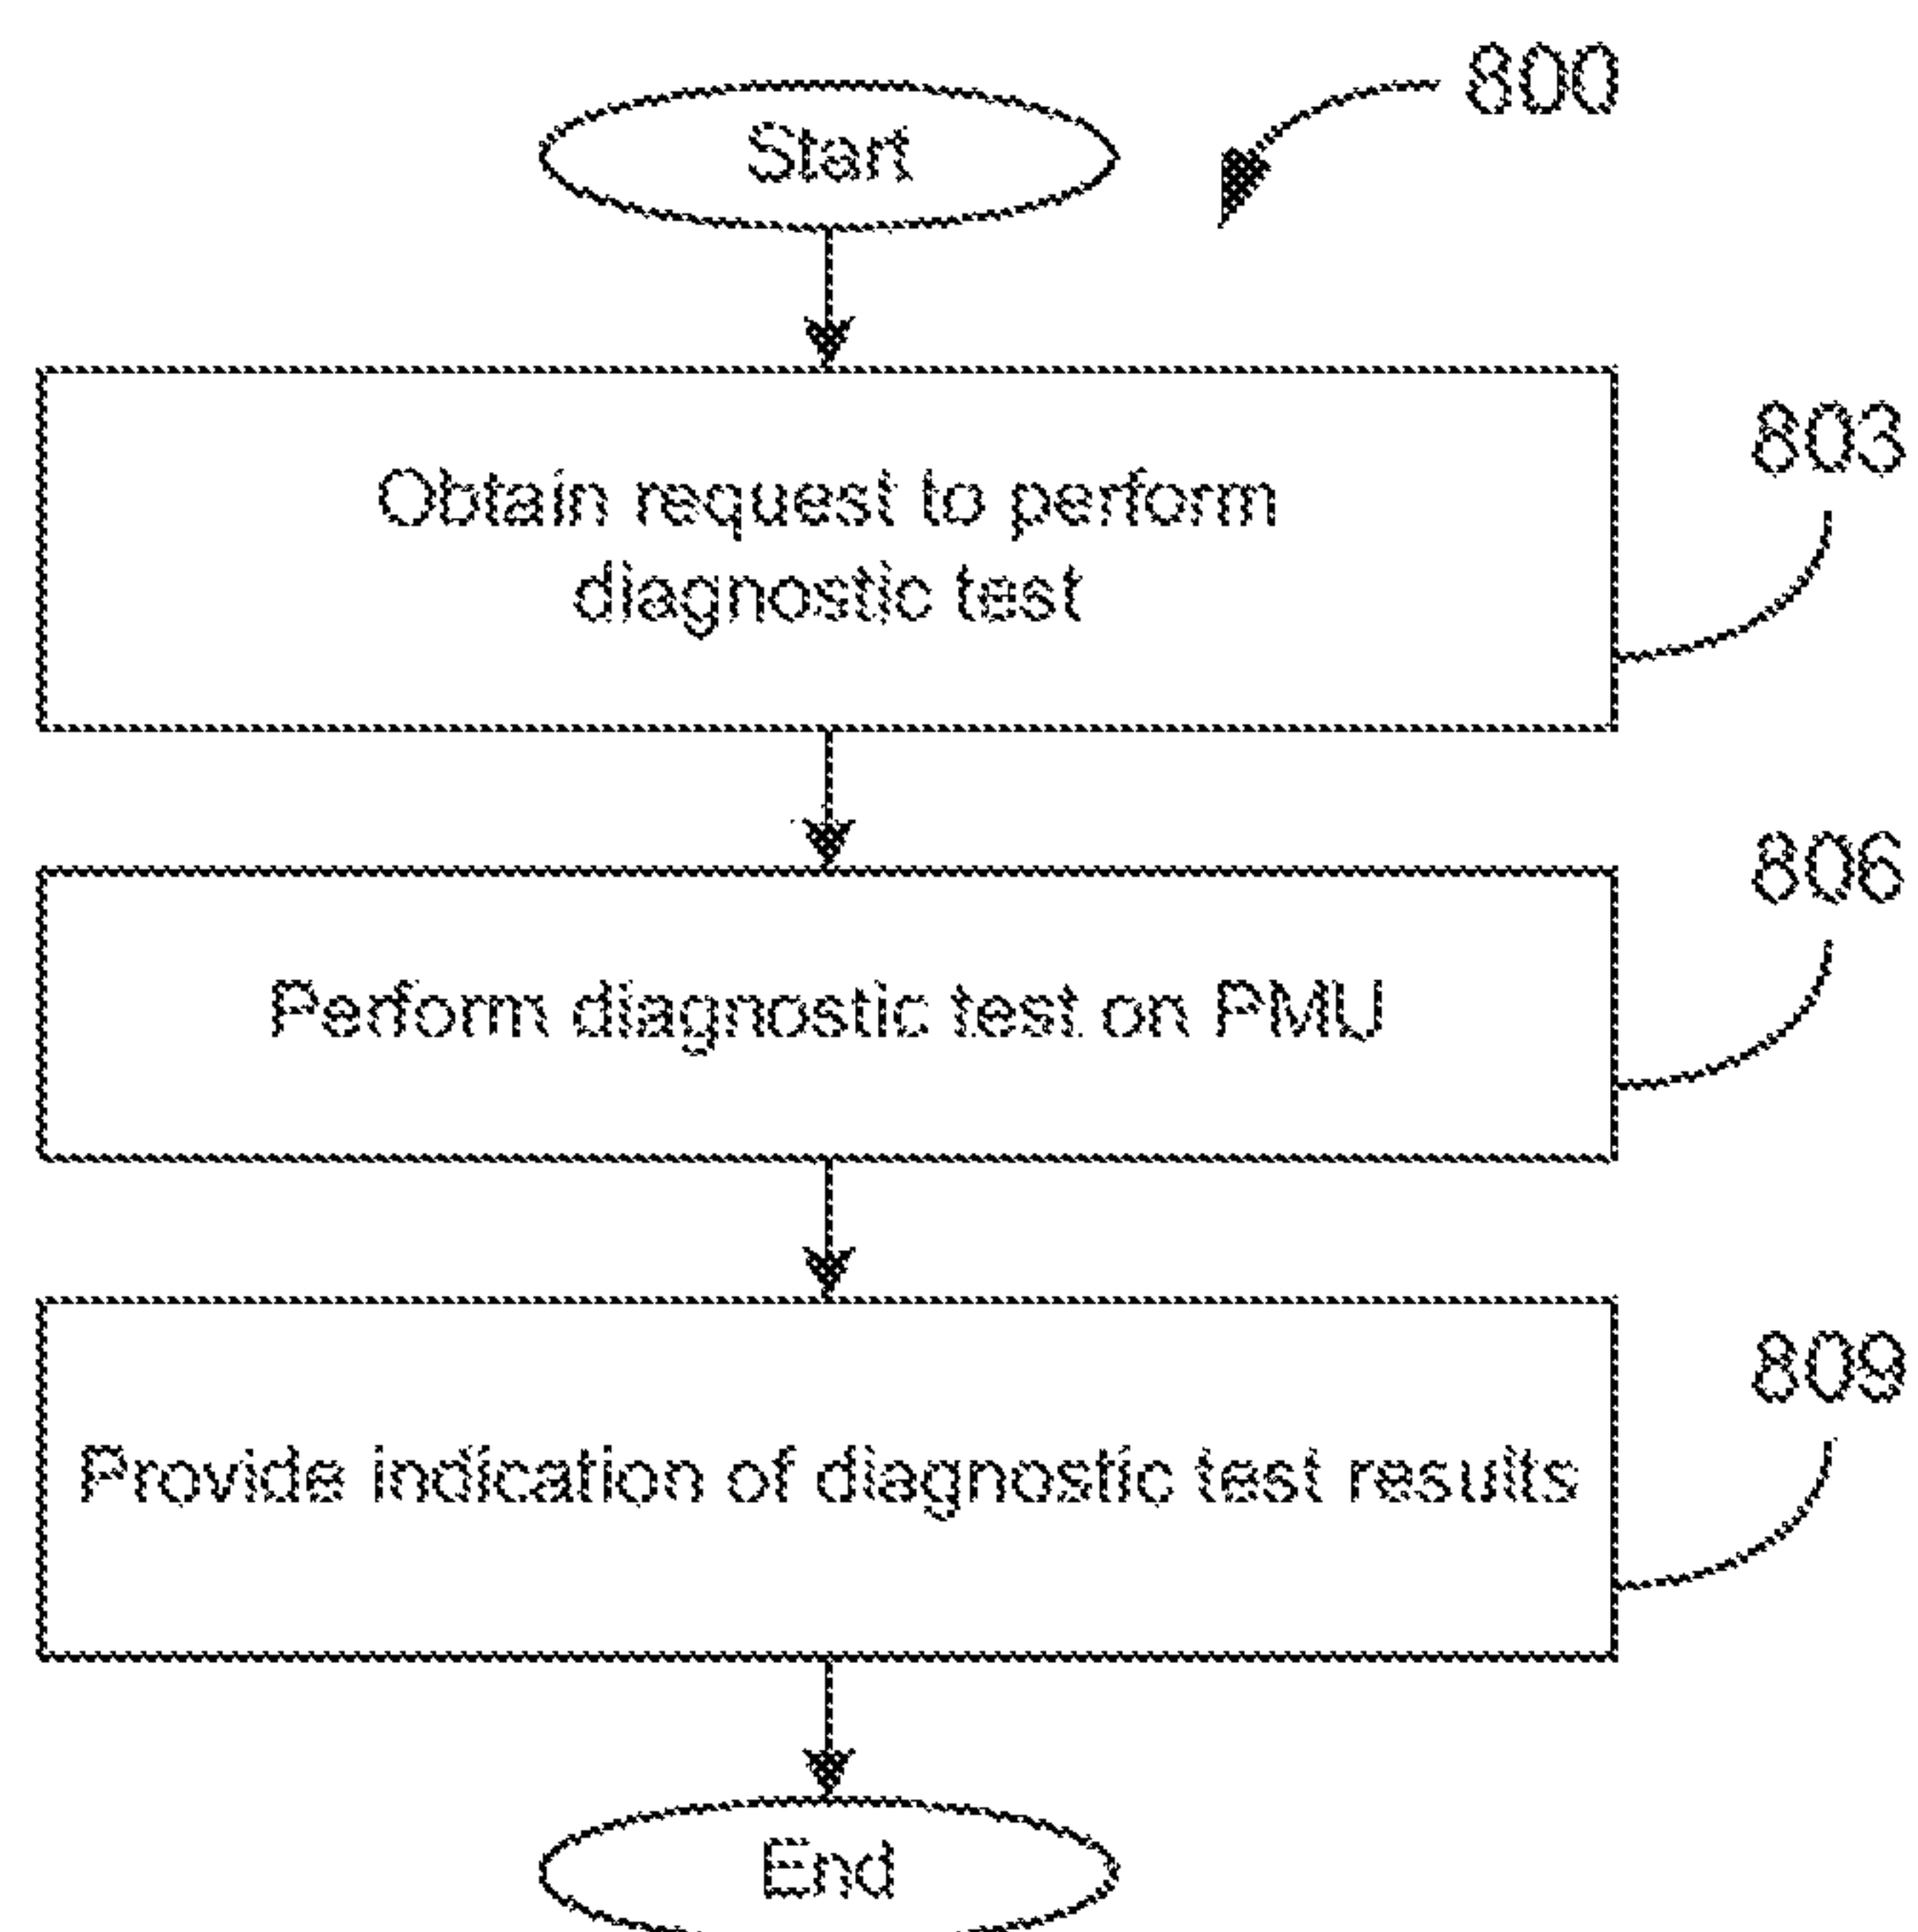 Start
800
Obtain request to perform
diagnostic test
803
Perform diagnostic test on PMU
806
Provide indication of diagnostic test results
809
End